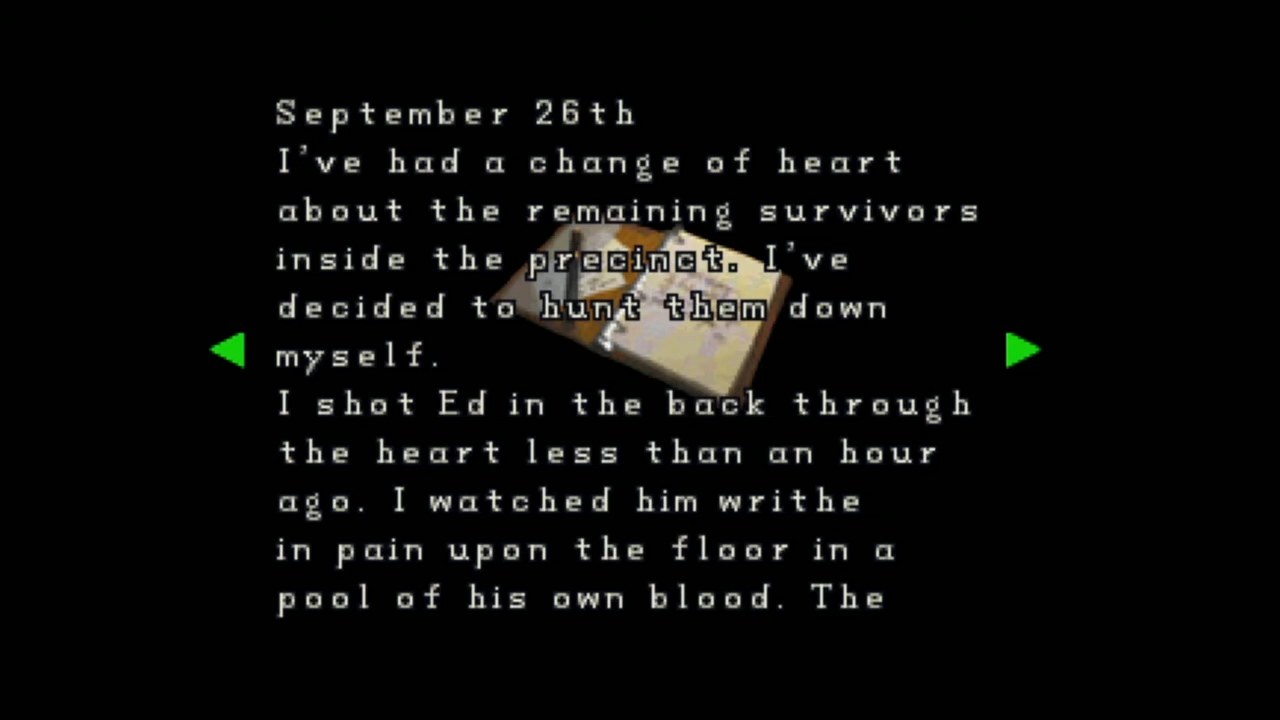 September 26th
I've had a change of heart
about the remaining survivors
inside the precinct. I've
decided to hunt them down
myself.
I shot Ed in the back through
the heart less than an hour
ago. I watched him writhe
in pain upon the floor in a
pool of his own blood. The